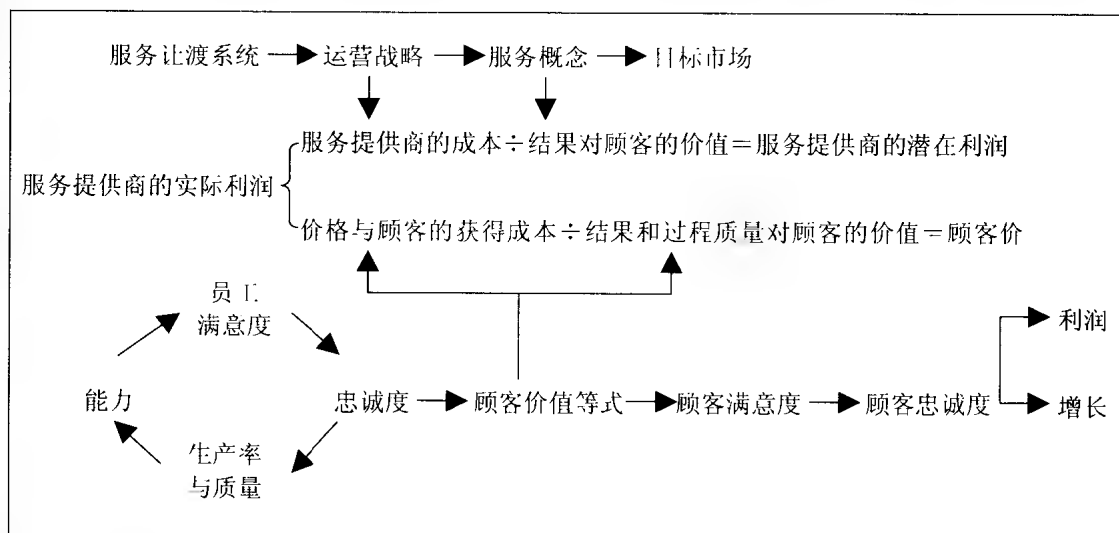 服务让渡系统 运营战略 服务概念 目标市场
服务提供商的成本÷结果对顾客的价值=服务提供商的潜在利润
服务提供商的实际利润
价格与顾客的获得成本÷结果和过程质量对顾客的价值=顾客价
员工
满意度
利润
能力 忠诚度 顾客价值等式 顾客满意度 顾客忠诚度 增长
生产率
与质量